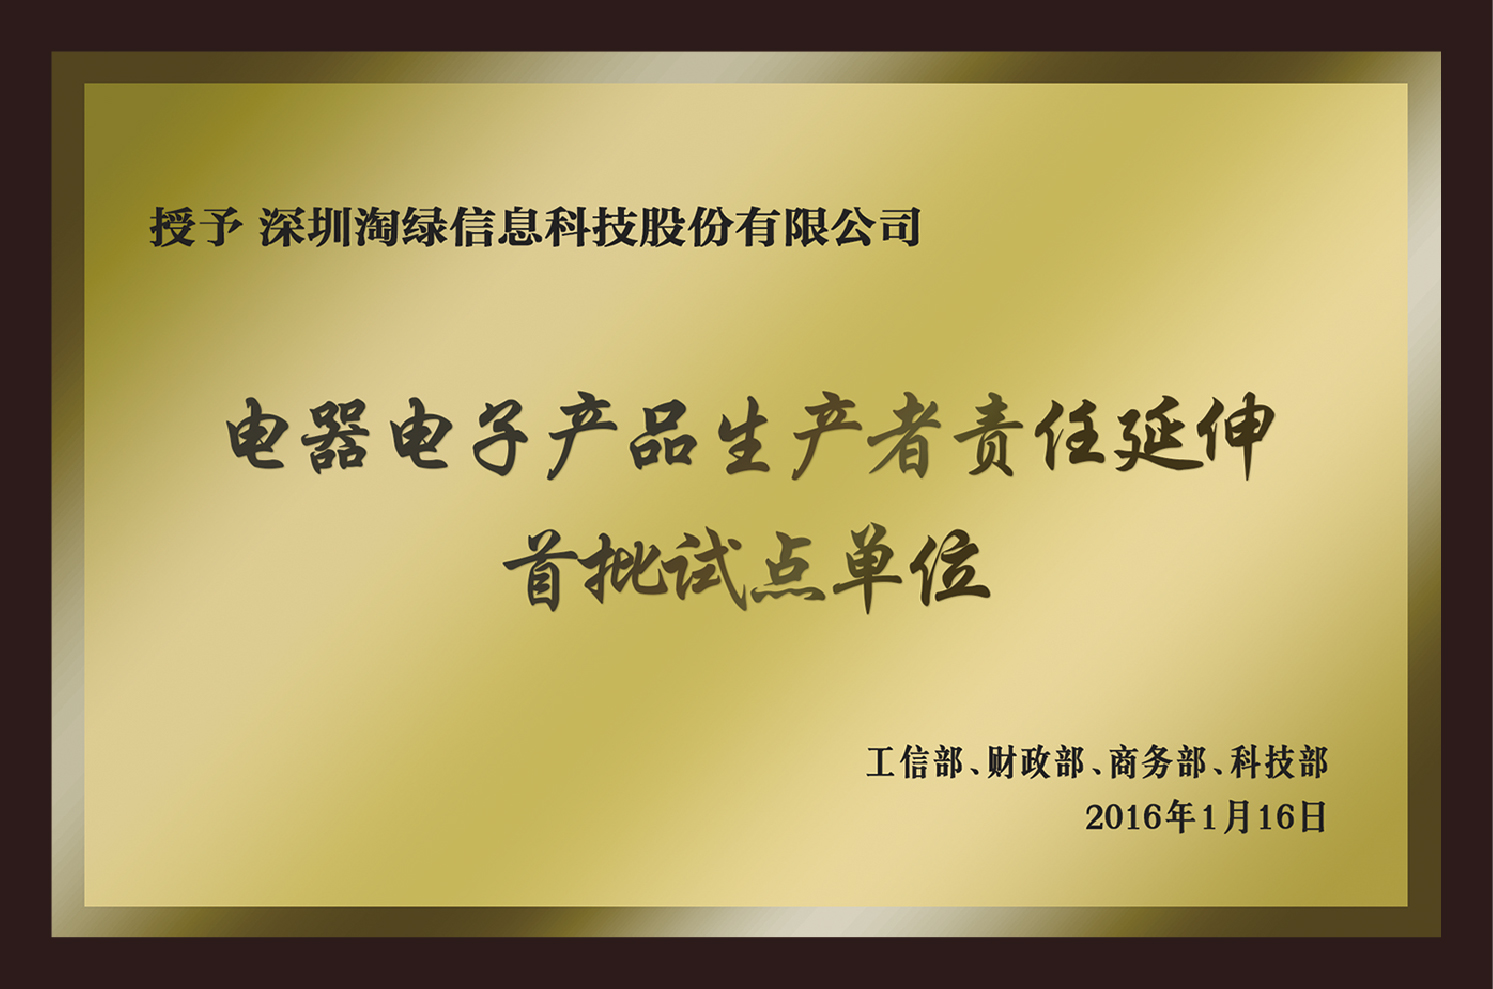 授予 深圳淘绿信息科技股份有限公司
电器电子产品生产者责任延伸
首批试点单位
工信部、财政部、商务部、科技部
2016年1月16日